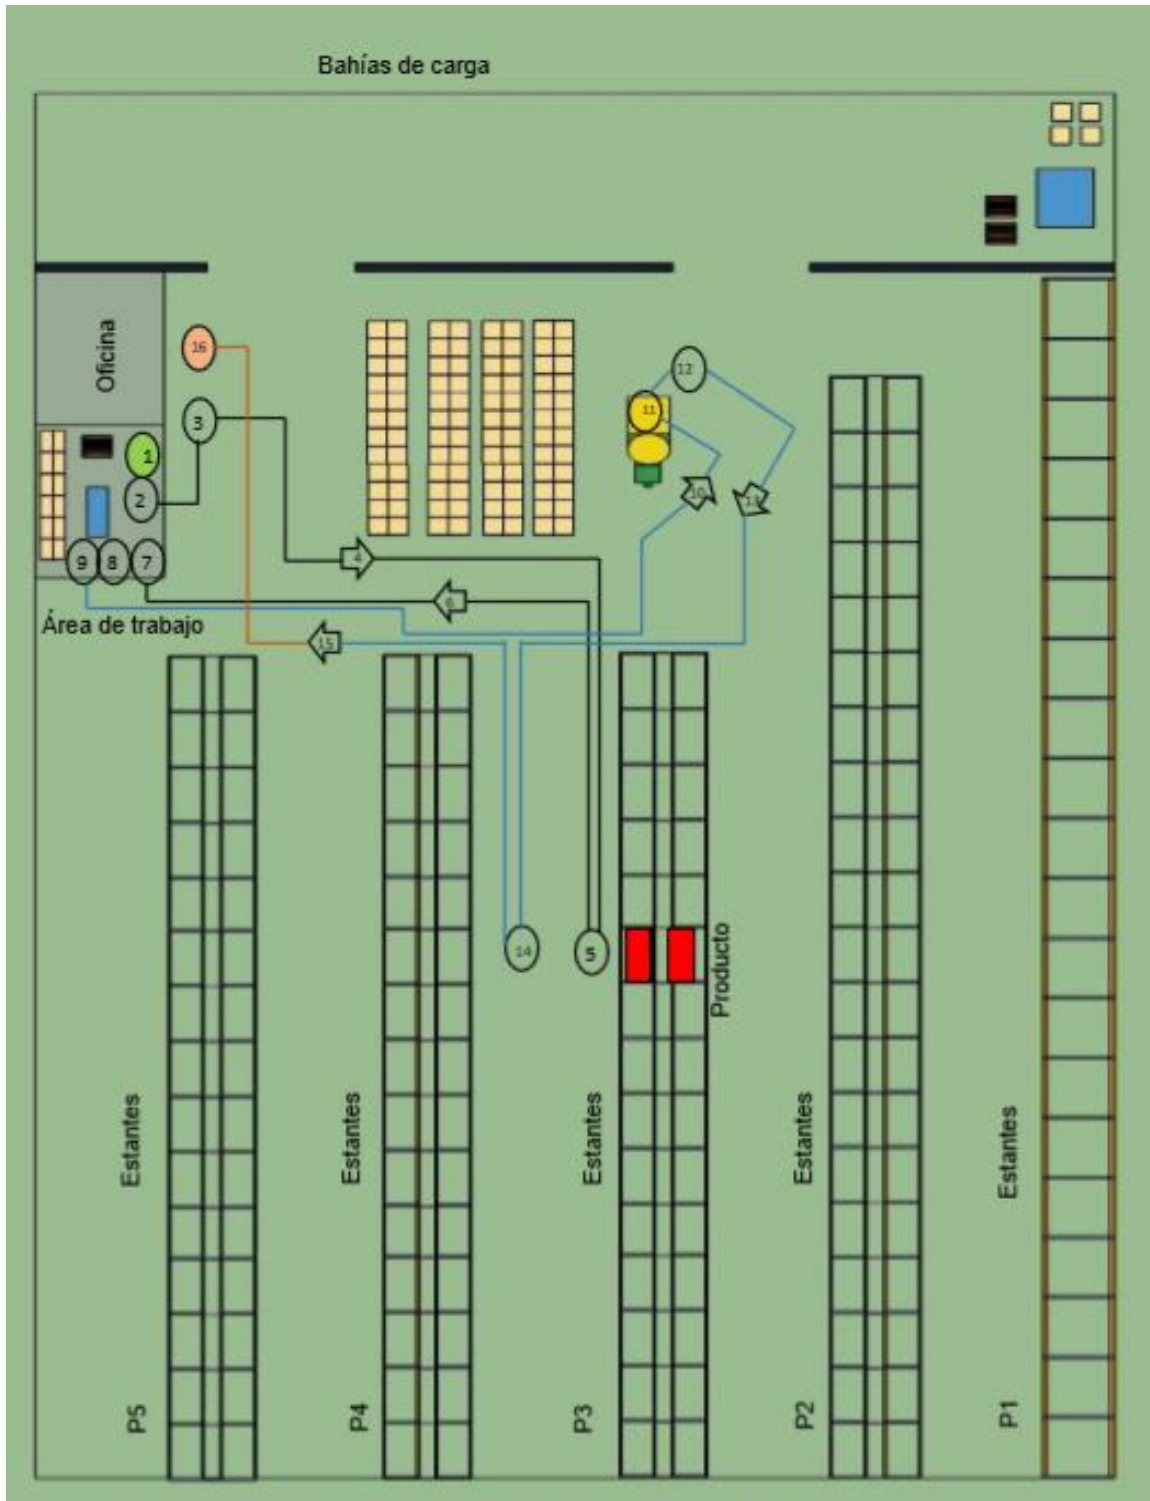 Bahías de carga
Oficina
16
12
3
11
1
2
10
13
9
8
7
4
6
Área de trabajo
15
14
5
Producto
Estantes
Estantes
Estantes
Estantes
Estantes
P5
P4
P3
P2
P1